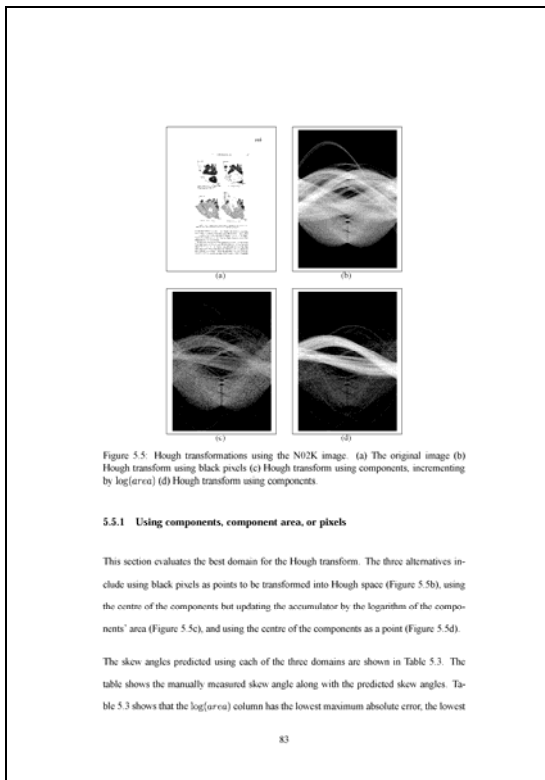 (a)
(b)
(c)
(d)
Figure 5.5: Hough transformations using the N02K image. (a) The original image (b)
Hough transform using black pixels (c) Hough transform using components, incrementing
by log(area) (d) Hough transform using components.
5.5.1 Using components, component area, or pixels
This section evaluates the best domain for the Hough transform. The three alternatives in-
clude using black pixels as points to be transformed into Hough space (Figure 5.5b), using
the centre of the components but updating the accumulator by the logarithm of the compo-
nents' area (Figure 5.5c), and using the centre of the components as a point (Figure 5.5d).
The skew angles predicted using each of the three domains are shown in Table 5.3. The
table shows the manually measured skew angle along with the predicted skew angles. Ta-
ble 5.3 shows that the log(area) column has the lowest maximum absolute error, the lowest
83